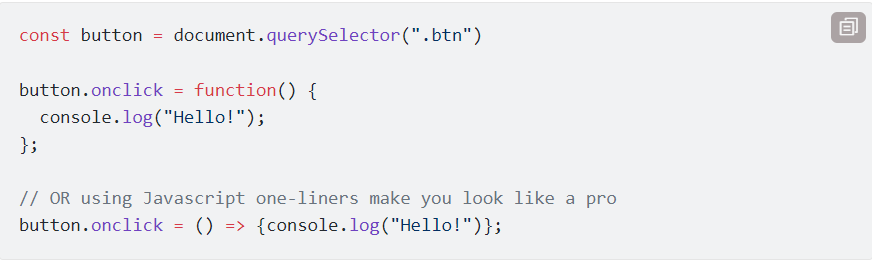 const button = document.querySelector(".btn")
button.onclick = function() {
  console.log("Hello!");
};
// OR using Javascript one-liners make you look like a pro
button.onclick = () => {console.log("Hello!")};